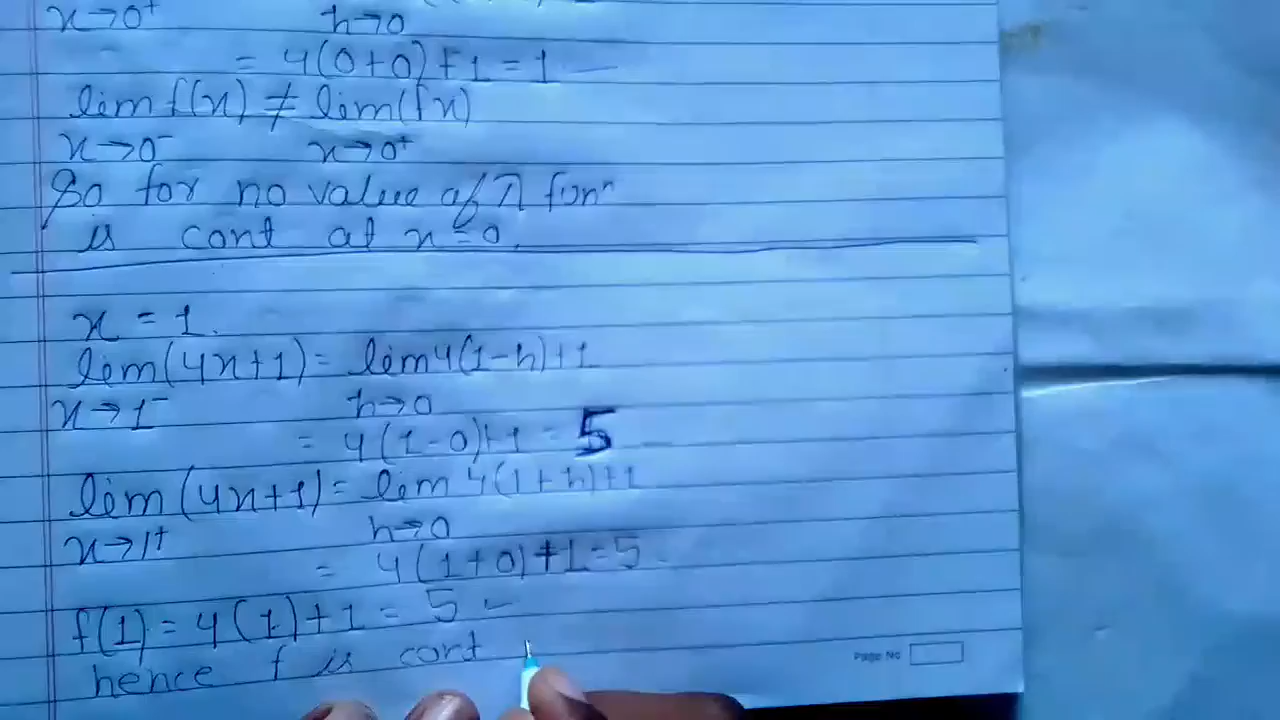 x→0⁺ h→0
= 4(0+0)+1 = 1
lim f(x) ≠ lim(fx)
x→0⁻ x→0⁺
So for no value of λ funⁿ
is cont at x=0.
x = 1.
lim(4x+1) = lim 4(1-h)+1
x→1⁻ h→0
= 4(1-0)+1 = 5
lim(4x+1) = lim 4(1+h)+1
x→1+ h→0
= 4(1+0)+1=5
f(1) = 4(1)+1 = 5
hence f is cont
Page No